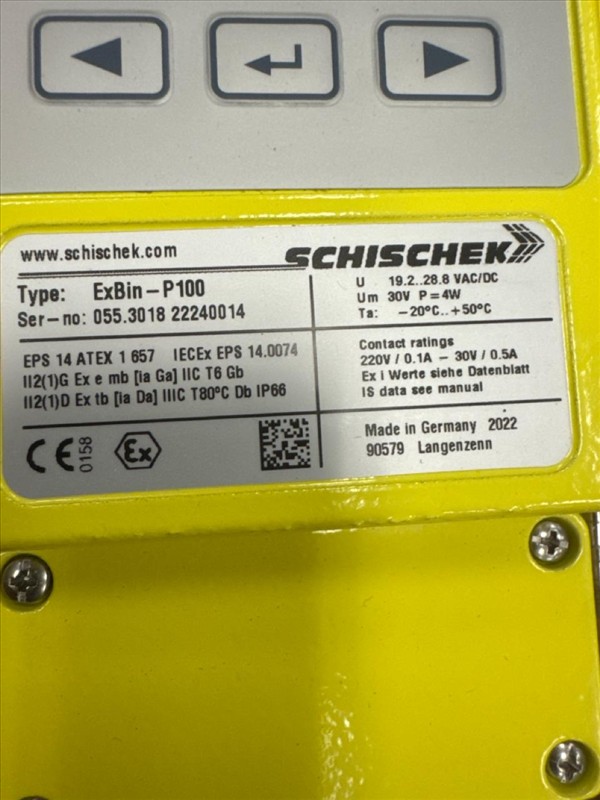 www.schischek.com
SCHISCHEK
Type: ExBin-P100
Ser-no: 055.3018 22240014
U 19.2..28.8 VAC/DC
Um 30V P=4W
Ta: -20°C..+50°C
EPS 14 ATEX 1 657 IECEx EPS 14.0074
II2(1)G Ex e mb [ia Ga] IIC T6 Gb
II2(1)D Ex tb [ia Da] IIIC T80°C Db IP66
Contact ratings
220V / 0.1A - 30V / 0.5A
Ex i Werte siehe Datenblatt
IS data see manual
CE 0158 Ex
Made in Germany 2022
90579 Langenzenn